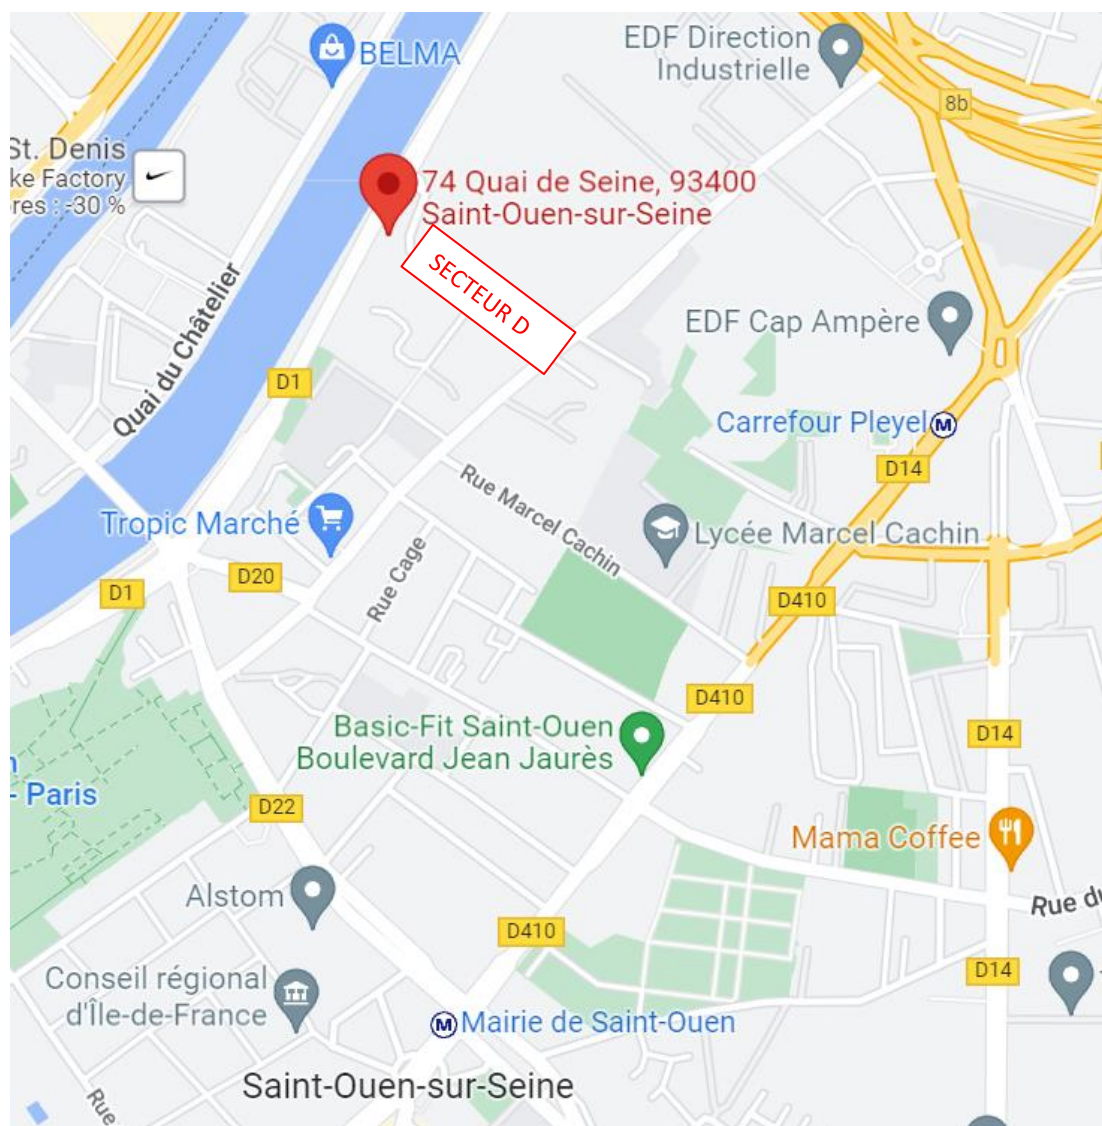 EDF Direction
Industrielle
BELMA
8b
St. Denis
ke Factory
res : -30 %
74 Quai de Seine, 93400
Saint-Ouen-sur-Seine
SECTEUR D
Quai du Châtelier
EDF Cap Ampère
D1
Carrefour Pleyel
M
D14
Rue Marcel Cachin
Tropic Marché
Lycée Marcel Cachin
D20
D1
Rue Cage
D410
D410
Basic-Fit Saint-Ouen
Boulevard Jean Jaurès
D14
n
- Paris
D22
Mama Coffee
Alstom
Rue du
D410
Conseil régional
d'Île-de-France
D14
M
Mairie de Saint-Ouen
Saint-Ouen-sur-Seine
Rue